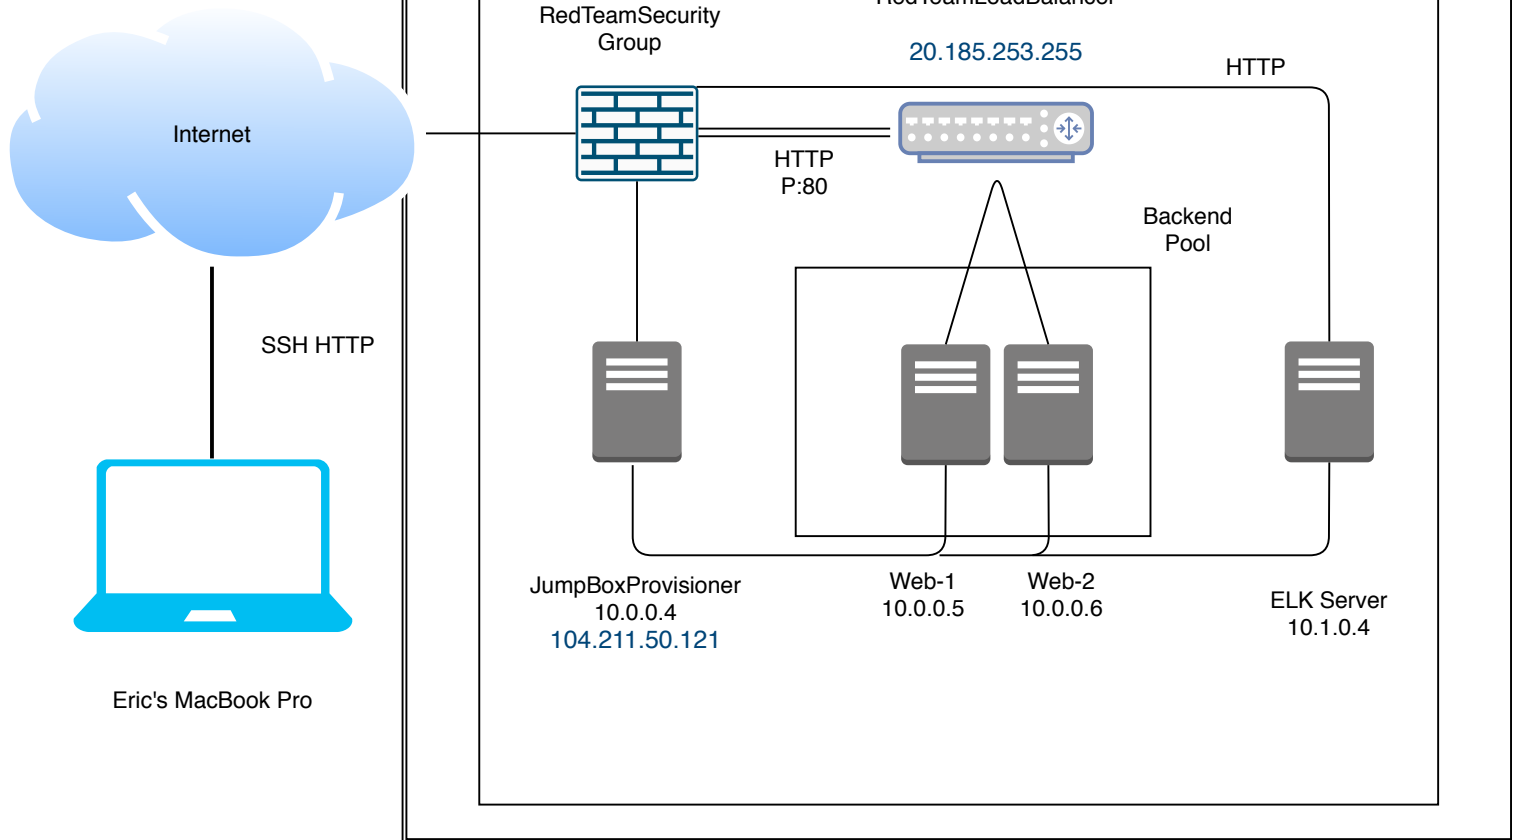 RedTeamSecurity
Group
RedTeamLoadBalancer
20.185.253.255
HTTP
Internet
HTTP
P:80
Backend
Pool
SSH HTTP
JumpBoxProvisioner
10.0.0.4
104.211.50.121
Web-1
10.0.0.5
Web-2
10.0.0.6
ELK Server
10.1.0.4
Eric's MacBook Pro